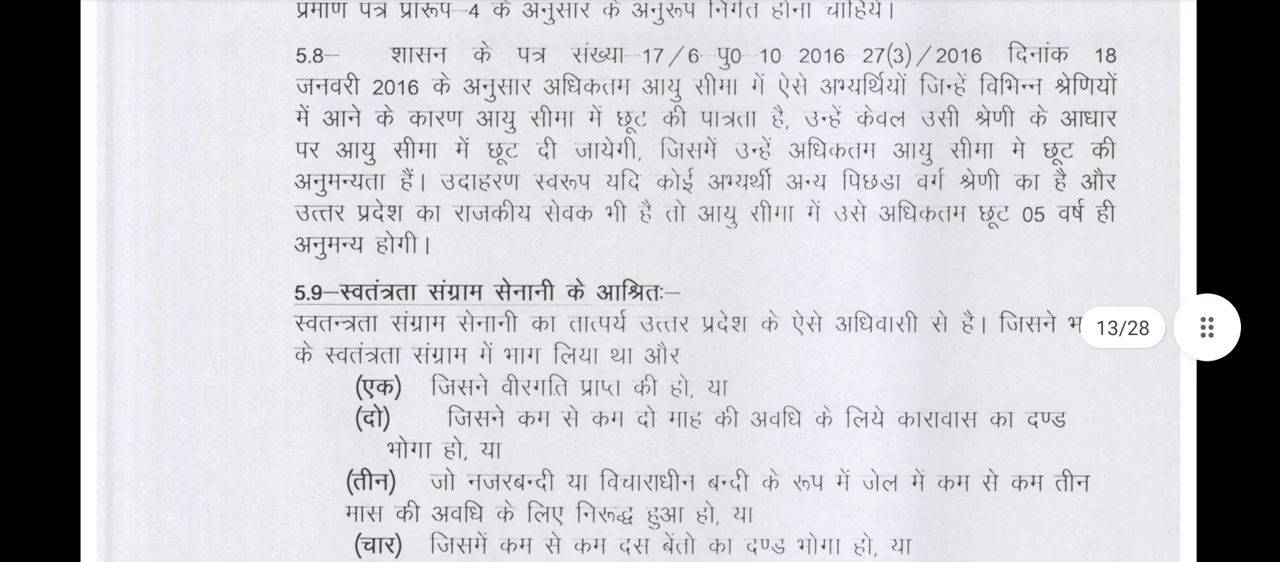 प्रमाण पत्र प्रारूप–4 के अनुसार के अनुरूप निर्गत होना चाहिये।
5.8– शासन के पत्र संख्या 17/6 पु0 10 2016 27(3)/2016 दिनांक 18
जनवरी 2016 के अनुसार अधिकतम आयु सीमा में ऐसे अभ्यर्थियों जिन्हें विभिन्न श्रेणियों
में आने के कारण आयु सीमा में छूट की पात्रता है, उन्हें केवल उसी श्रेणी के आधार
पर आयु सीमा में छूट दी जायेगी, जिसमें उन्हें अधिकतम आयु सीमा मे छूट की
अनुमन्यता हैं। उदाहरण स्वरूप यदि कोई अभ्यर्थी अन्य पिछडा वर्ग श्रेणी का है और
उत्तर प्रदेश का राजकीय सेवक भी है तो आयु सीमा में उसे अधिकतम छूट 05 वर्ष ही
अनुमन्य होगी।
5.9–स्वतंत्रता संग्राम सेनानी के आश्रितः–
स्वतन्त्रता संग्राम सेनानी का तात्पर्य उत्तर प्रदेश के ऐसे अधिवासी से है। जिसने
13/28
के स्वतंत्रता संग्राम में भाग लिया था और
(एक) जिसने वीरगति प्राप्त की हो, या
(दो) जिसने कम से कम दो माह की अवधि के लिये कारावास का दण्ड
भोगा हो, या
(तीन) जो नजरबन्दी या विचाराधीन बन्दी के रूप में जेल में कम से कम तीन
मास की अवधि के लिए निरूद्ध हुआ हो, या
(चार) जिसमें कम से कम दस बेंतो का दण्ड भोगा हो, या